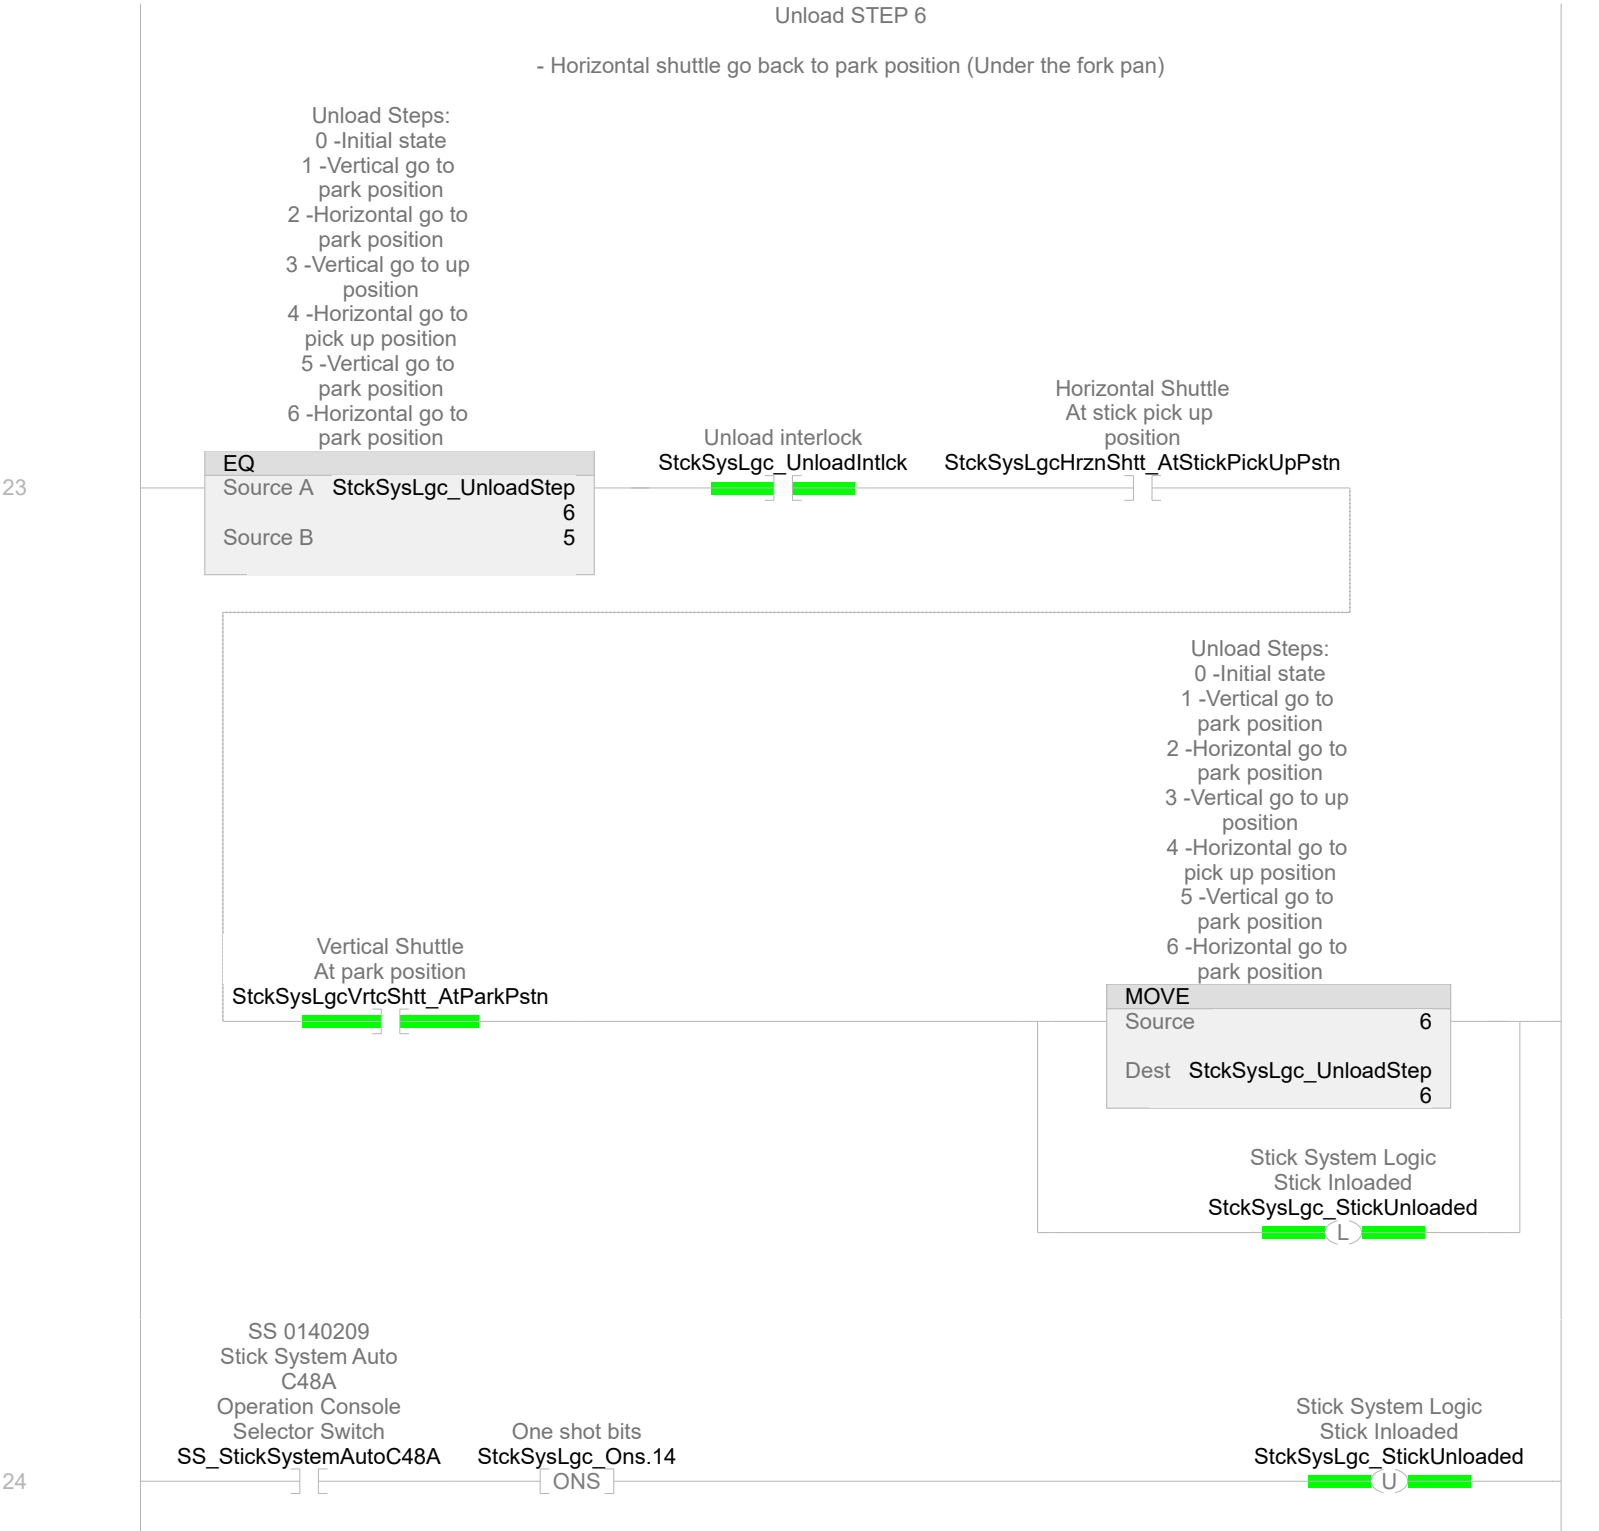 Unload STEP 6
- Horizontal shuttle go back to park position (Under the fork pan)
Unload Steps:
0 -Initial state
1 -Vertical go to
park position
2 -Horizontal go to
park position
3 -Vertical go to up
position
4 -Horizontal go to
pick up position
5 -Vertical go to
park position
6 -Horizontal go to
park position
Unload interlock
StckSysLgc_UnloadIntlck
Horizontal Shuttle
At stick pick up
position
StckSysLgcHrznShtt_AtStickPickUpPstn
23
EQ
Source A StckSysLgc_UnloadStep
6
Source B 5
Vertical Shuttle
At park position
StckSysLgcVrtcShtt_AtParkPstn
Unload Steps:
0 -Initial state
1 -Vertical go to
park position
2 -Horizontal go to
park position
3 -Vertical go to up
position
4 -Horizontal go to
pick up position
5 -Vertical go to
park position
6 -Horizontal go to
park position
MOVE
Source 6
Dest StckSysLgc_UnloadStep
6
Stick System Logic
Stick Inloaded
StckSysLgc_StickUnloaded
L
SS 0140209
Stick System Auto
C48A
Operation Console
Selector Switch
SS_StickSystemAutoC48A
One shot bits
StckSysLgc_Ons.14
Stick System Logic
Stick Inloaded
StckSysLgc_StickUnloaded
24
ONS
U